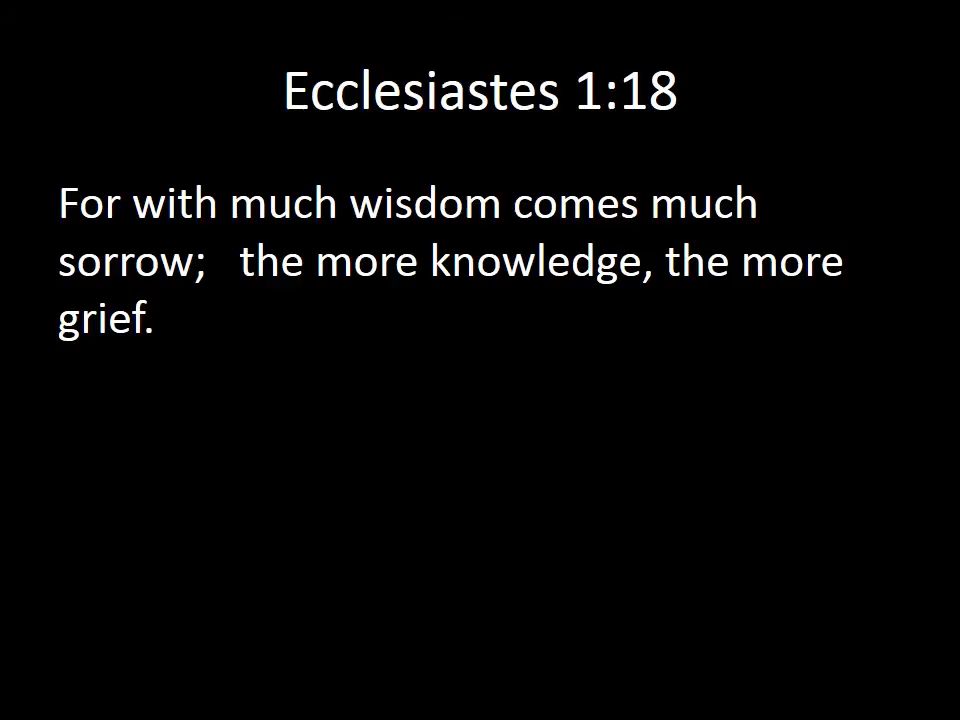 Ecclesiastes 1:18
For with much wisdom comes much
sorrow;   the more knowledge, the more
grief.